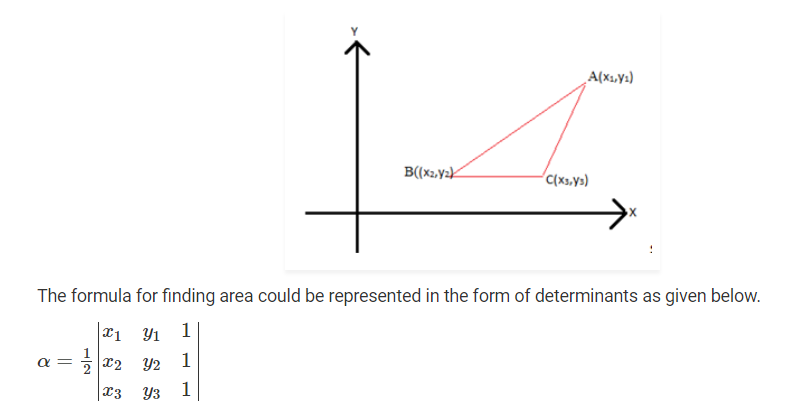 Y
A(x₁,y₁)
B((x₂,y₂)
C(x₃,y₃)
X
:
The formula for finding area could be represented in the form of determinants as given below.
α = 1/2 |x₁ y₁ 1|
|x₂ y₂ 1|
|x₃ y₃ 1|